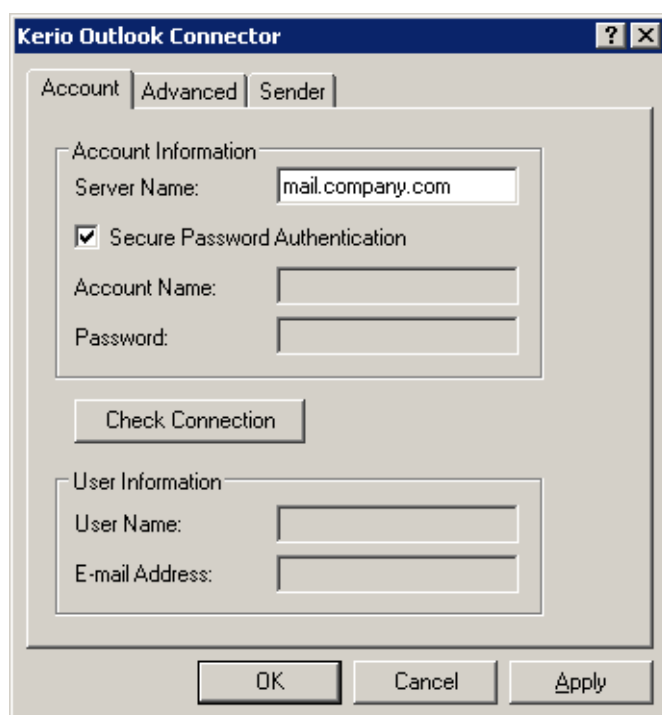 Kerio Outlook Connector
Account Advanced Sender
Account Information
Server Name: mail.company.com
Secure Password Authentication
Account Name:
Password:
Check Connection
User Information
User Name:
E-mail Address:
OK Cancel Apply